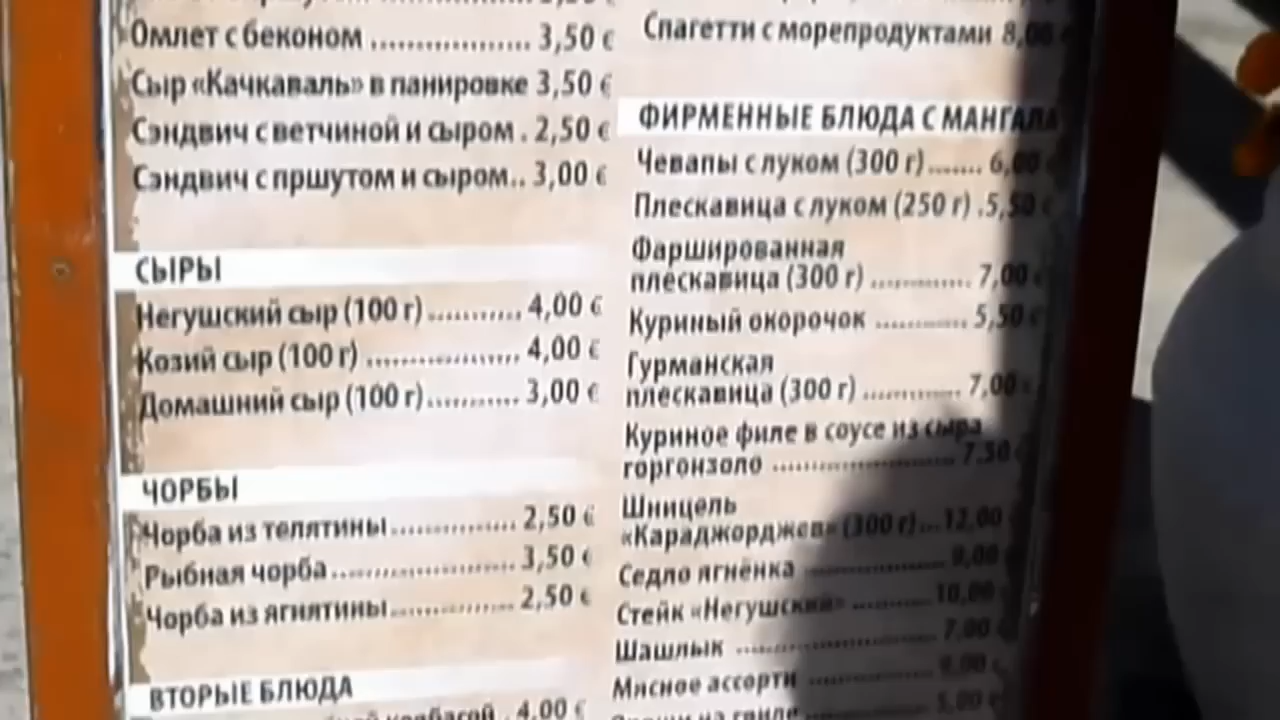 Омлет с беконом .................. 3,50 €
Сыр «Качкаваль» в панировке 3,50 €
Сэндвич с ветчиной и сыром . 2,50 €
Сэндвич с пршутом и сыром.. 3,00 €
СЫРЫ
Негушский сыр (100 г)........... 4,00 €
Козий сыр (100 г) .................. 4,00 €
Домашний сыр (100 г)........... 3,00 €
ЧОРБЫ
Чорба из телятины............... 2,50 €
Рыбная чорба ...................... 3,50 €
Чорба из ягнятины............... 2,50 €
ВТОРЫЕ БЛЮДА
колбасой . 4,00 €
Спагетти с морепродуктами 8,00
ФИРМЕННЫЕ БЛЮДА С МАНГАЛА
Чевапы с луком (300 г)....... 6,00 €
Плескавица с луком (250 г) .5,50 €
Фаршированная
плескавица (300 г) ............. 7,00 €
Куриный окорочок ............ 5,50 €
Гурманская
плескавица (300 г) ............. 7,00 €
Куриное филе в соусе из сыра
горгонзоло ........................ 7.50
Шницель
«Караджорджев» (300 г)... 12,00
Седло ягнёнка .................. 9,00
Стейк «Негушский» .......... 10,00
Шашлык ........................... 7,00
Мясное ассорти ................ 9,00
на гриле ................ 5,00